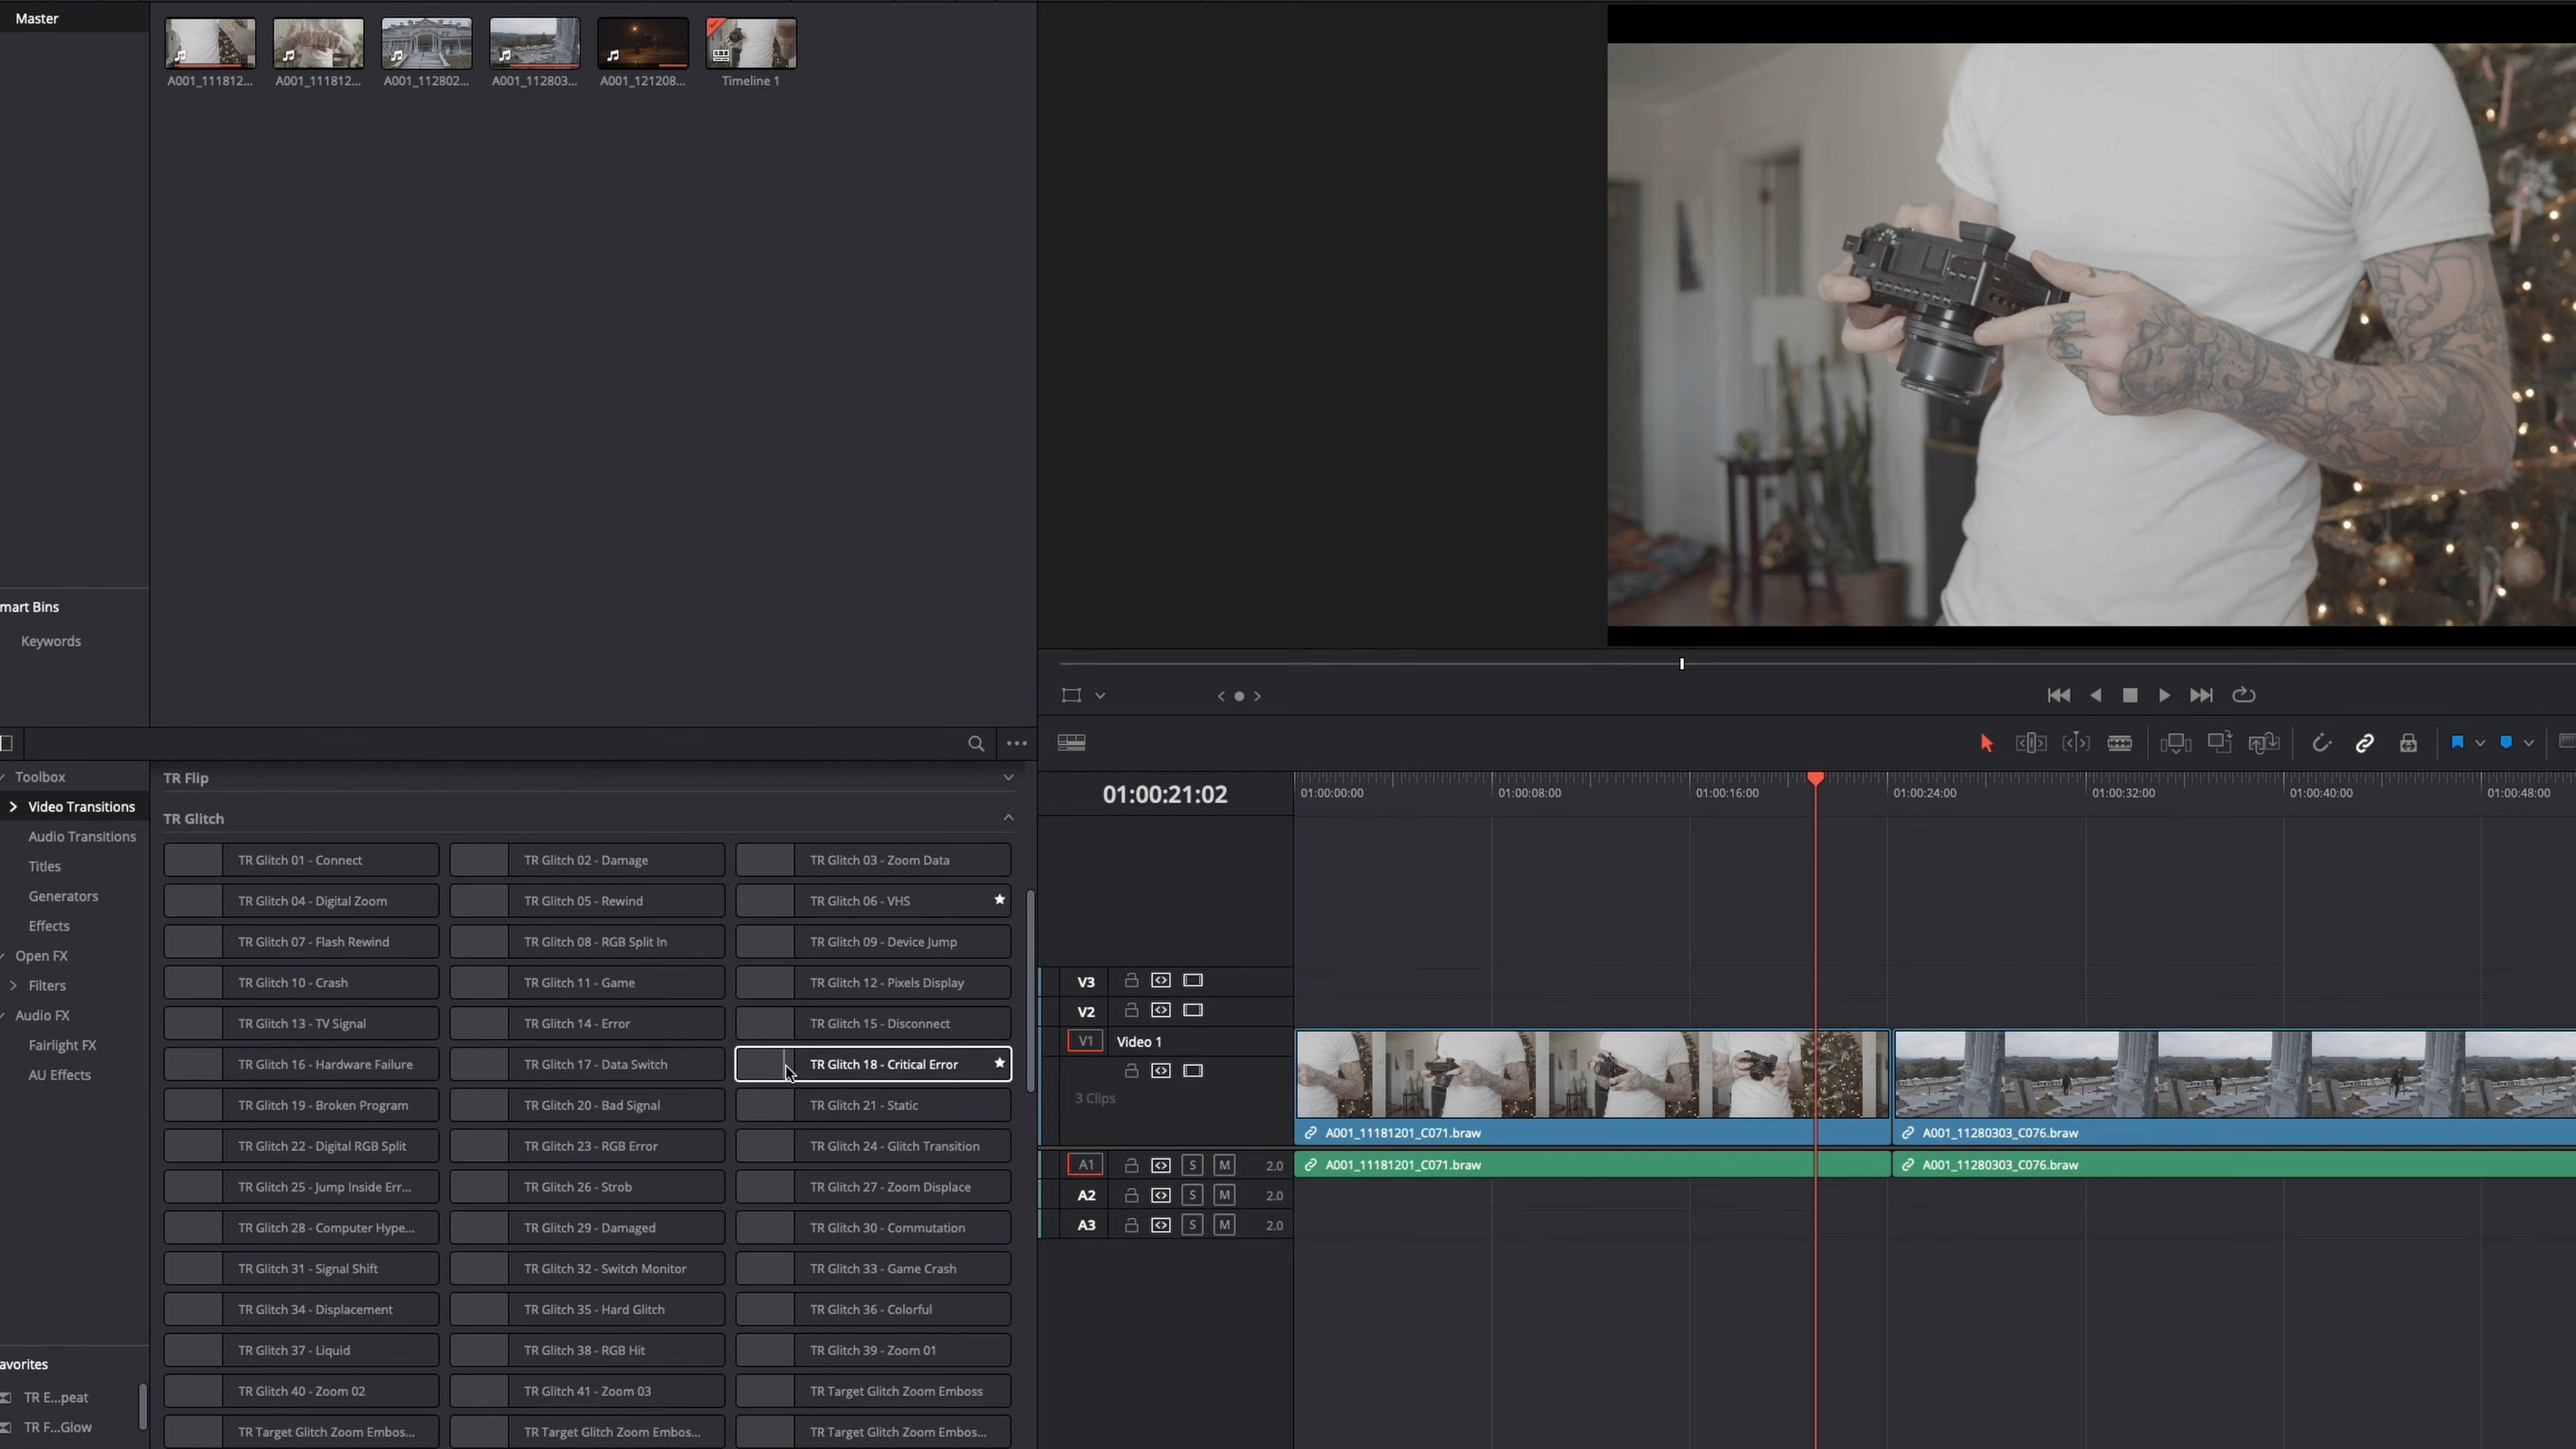 Master
A001_111812...
A001_111812...
A001_112802...
A001_112803...
A001_121208...
Timeline 1
mart Bins
Keywords
Toolbox
Video Transitions
Audio Transitions
Titles
Generators
Effects
Open FX
Filters
Audio FX
Fairlight FX
AU Effects
avorites
TR E...peat
TR F...Glow
TR Flip
TR Glitch
TR Glitch 01 - Connect
TR Glitch 02 - Damage
TR Glitch 03 - Zoom Data
TR Glitch 04 - Digital Zoom
TR Glitch 05 - Rewind
TR Glitch 06 - VHS
TR Glitch 07 - Flash Rewind
TR Glitch 08 - RGB Split In
TR Glitch 09 - Device Jump
TR Glitch 10 - Crash
TR Glitch 11 - Game
TR Glitch 12 - Pixels Display
TR Glitch 13 - TV Signal
TR Glitch 14 - Error
TR Glitch 15 - Disconnect
TR Glitch 16 - Hardware Failure
TR Glitch 17 - Data Switch
TR Glitch 18 - Critical Error
TR Glitch 19 - Broken Program
TR Glitch 20 - Bad Signal
TR Glitch 21 - Static
TR Glitch 22 - Digital RGB Split
TR Glitch 23 - RGB Error
TR Glitch 24 - Glitch Transition
TR Glitch 25 - Jump Inside Err...
TR Glitch 26 - Strob
TR Glitch 27 - Zoom Displace
TR Glitch 28 - Computer Hype...
TR Glitch 29 - Damaged
TR Glitch 30 - Commutation
TR Glitch 31 - Signal Shift
TR Glitch 32 - Switch Monitor
TR Glitch 33 - Game Crash
TR Glitch 34 - Displacement
TR Glitch 35 - Hard Glitch
TR Glitch 36 - Colorful
TR Glitch 37 - Liquid
TR Glitch 38 - RGB Hit
TR Glitch 39 - Zoom 01
TR Glitch 40 - Zoom 02
TR Glitch 41 - Zoom 03
TR Target Glitch Zoom Emboss
TR Target Glitch Zoom Embos...
TR Target Glitch Zoom Embos...
TR Target Glitch Zoom Embos...
01:00:21:02
01:00:00:00
01:00:08:00
01:00:16:00
01:00:24:00
01:00:32:00
01:00:40:00
01:00:48:00
V3
V2
V1 Video 1
3 Clips
A001_11181201_C071.braw
A001_11280303_C076.braw
A1 S M 2.0
A001_11181201_C071.braw
A001_11280303_C076.braw
A2 S M 2.0
A3 S M 2.0